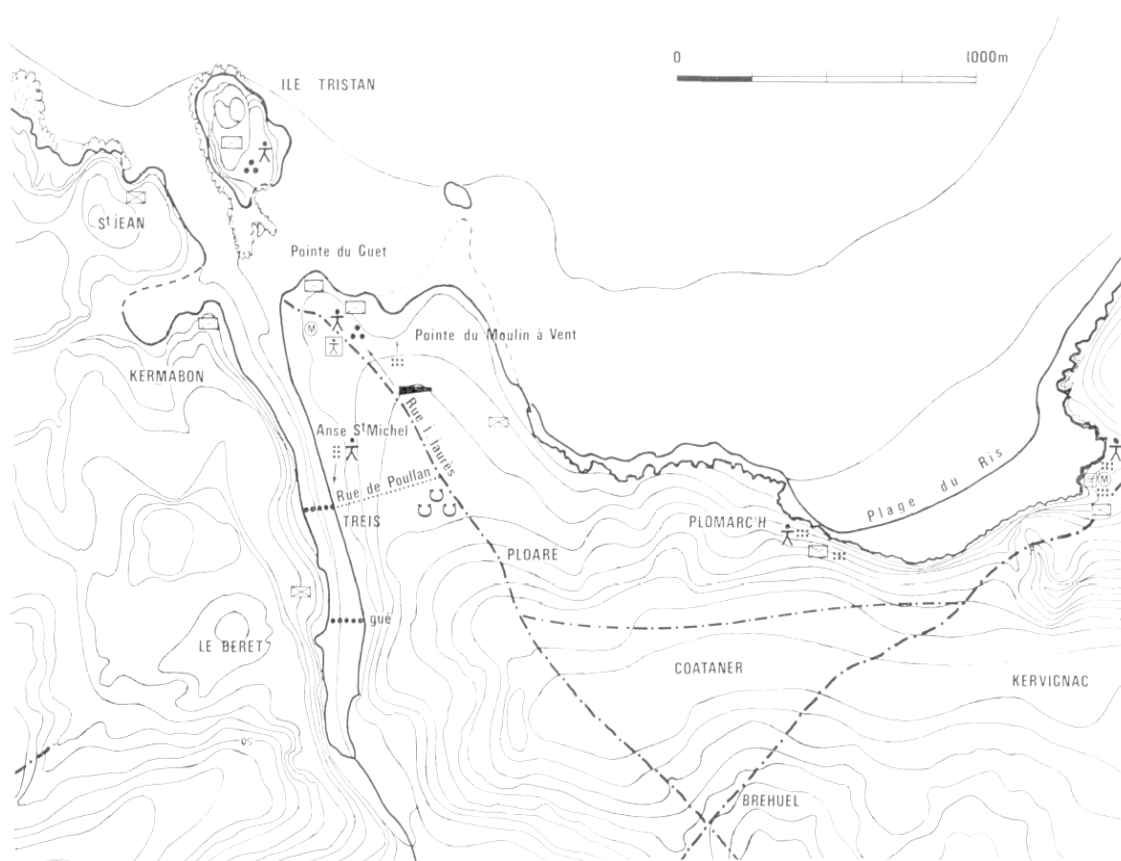 0 1000m
ILE TRISTAN
St JEAN
Pointe du Guet
M
Pointe du Moulin à Vent
KERMABON
Rue j. Jaurès
Anse St Michel
Plage du Ris
M
Rue de Poullan
C C C
TREIS
PLOMARC'H
PLOARE
gué
LE BERET
COATANER
KERVIGNAC
50
BREHUEL